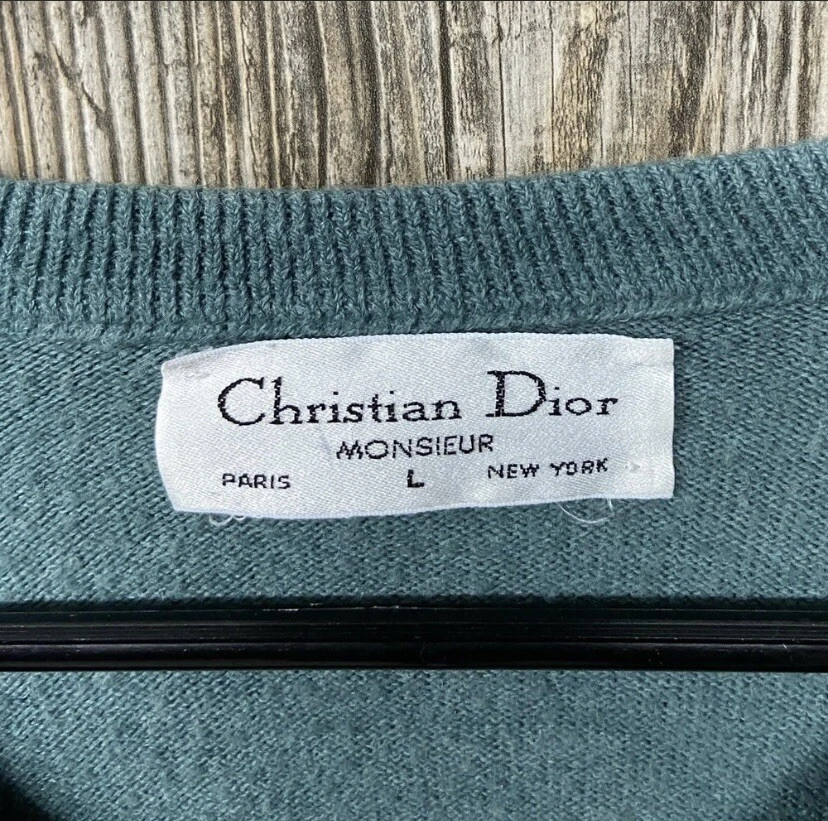 Christian Dior
MONSIEUR
PARIS L NEW YORK